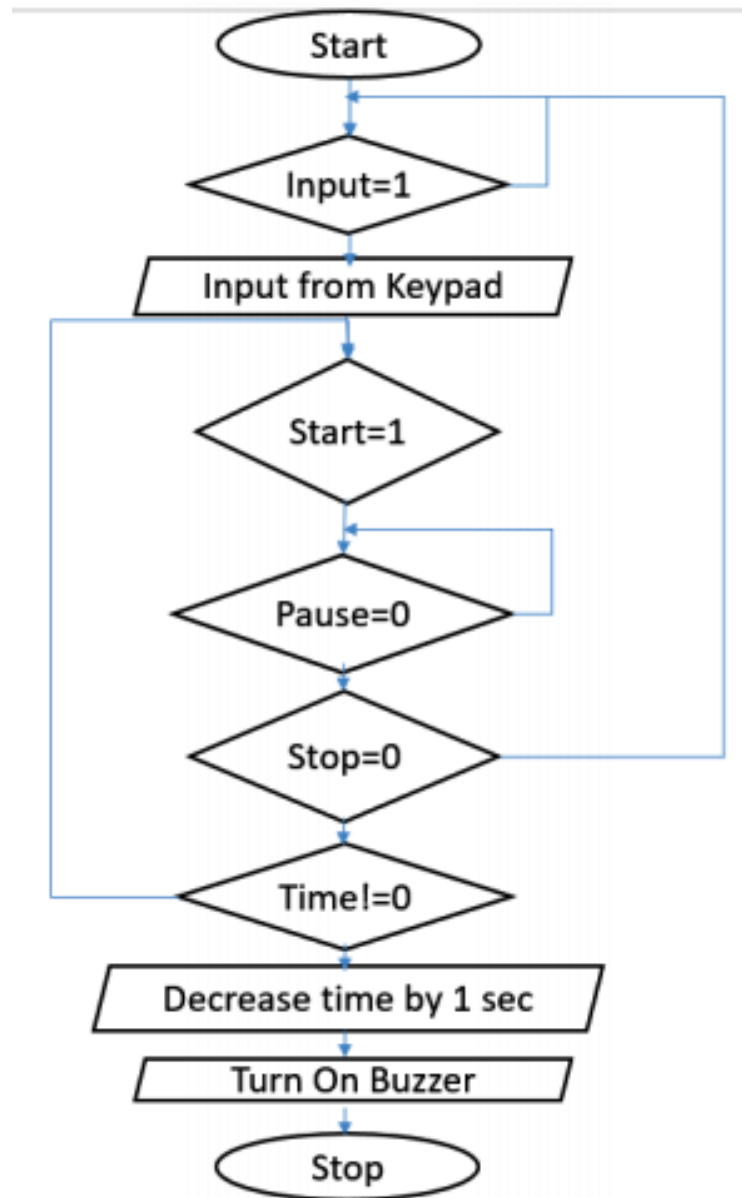 Start
Input=1
Input from Keypad
Start=1
Pause=0
Stop=0
Time!=0
Decrease time by 1 sec
Turn On Buzzer
Stop